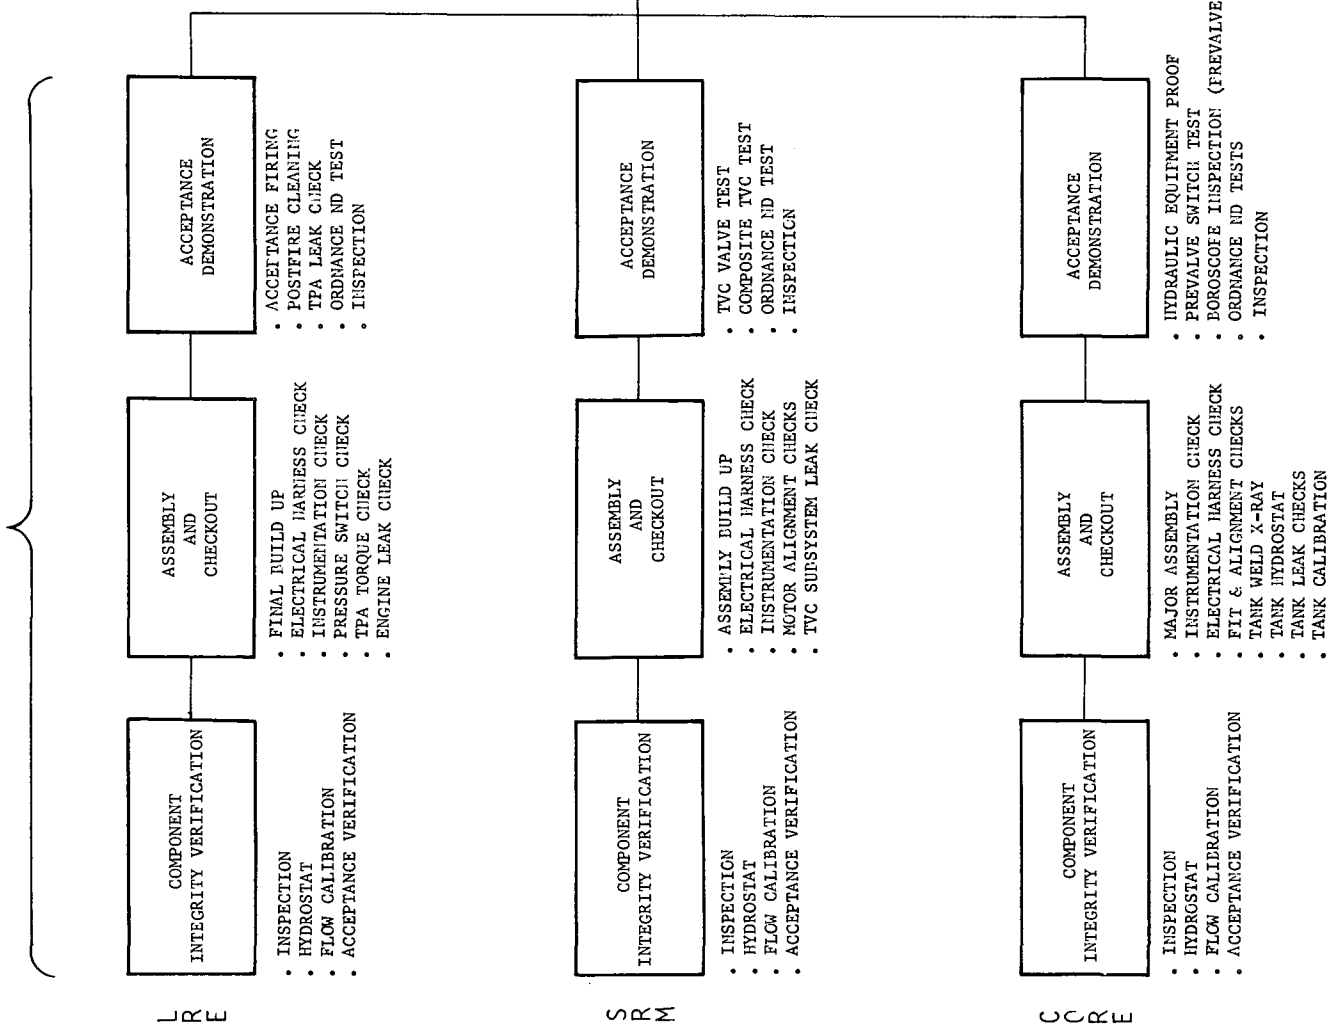 LRE
COMPONENT
INTEGRITY VERIFICATION
• INSPECTION
• HYDROSTAT
• FLOW CALIBRATION
• ACCEPTANCE VERIFICATION
ASSEMBLY
AND
CHECKOUT
• FINAL BUILD UP
• ELECTRICAL HARNESS CHECK
• INSTRUMENTATION CHECK
• PRESSURE SWITCH CHECK
• TPA TORQUE CHECK
• ENGINE LEAK CHECK
ACCEPTANCE
DEMONSTRATION
• ACCEPTANCE FIRING
• POSTFIRE CLEANING
• TPA LEAK CHECK
• ORDNANCE ND TEST
• INSPECTION
SRM
COMPONENT
INTEGRITY VERIFICATION
• INSPECTION
• HYDROSTAT
• FLOW CALIBRATION
• ACCEPTANCE VERIFICATION
ASSEMBLY
AND
CHECKOUT
• ASSEMBLY BUILD UP
• ELECTRICAL HARNESS CHECK
• INSTRUMENTATION CHECK
• MOTOR ALIGNMENT CHECKS
• TVC SUBSYSTEM LEAK CHECK
ACCEPTANCE
DEMONSTRATION
• TVC VALVE TEST
• COMPOSITE TVC TEST
• ORDNANCE ND TEST
• INSPECTION
CORE
COMPONENT
INTEGRITY VERIFICATION
• INSPECTION
• HYDROSTAT
• FLOW CALIBRATION
• ACCEPTANCE VERIFICATION
ASSEMBLY
AND
CHECKOUT
• MAJOR ASSEMBLY
• INSTRUMENTATION CHECK
• ELECTRICAL HARNESS CHECK
• FIT & ALIGNMENT CHECKS
• TANK WELD X-RAY
• TANK HYDROSTAT
• TANK LEAK CHECKS
• TANK CALIBRATION
ACCEPTANCE
DEMONSTRATION
• HYDRAULIC EQUIPMENT PROOF
• PREVALVE SWITCH TEST
• BOROSCOPE INSPECTION (PREVALVE
• ORDNANCE ND TESTS
• INSPECTION